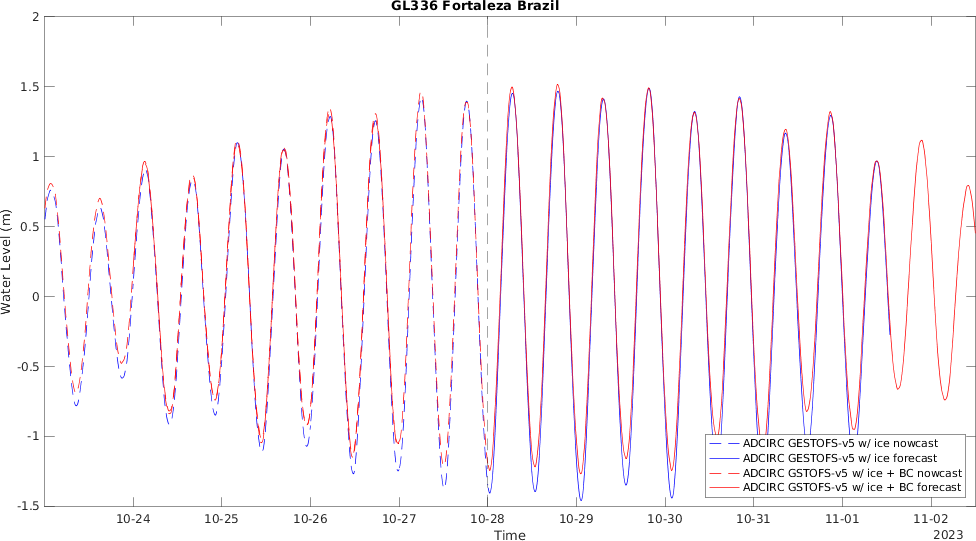 GL336 Fortaleza Brazil
2
1.5
1
0.5
0
-0.5
-1
-1.5
Water Level (m)
ADCIRC GESTOFS-v5 w/ ice nowcast
ADCIRC GESTOFS-v5 w/ ice forecast
ADCIRC GSTOFS-v5 w/ ice + BC nowcast
ADCIRC GSTOFS-v5 w/ ice + BC forecast
10-24 10-25 10-26 10-27 10-28 10-29 10-30 10-31 11-01 11-02
Time
2023